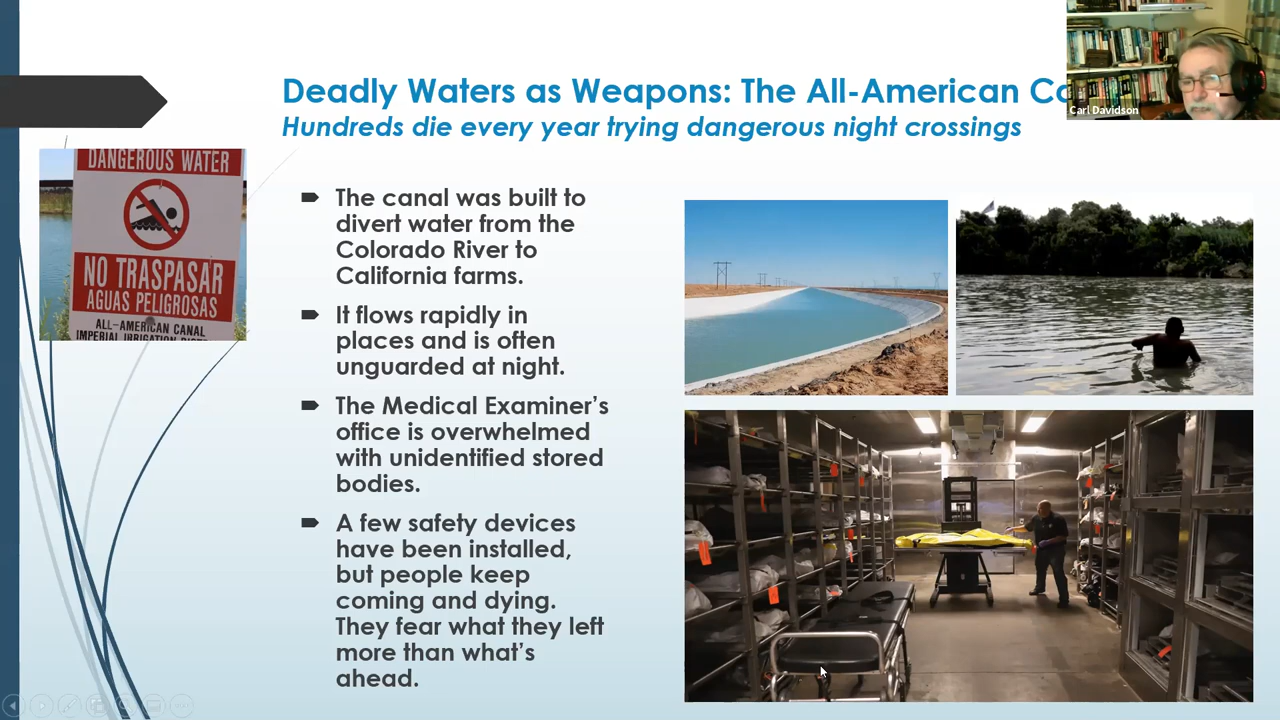 Deadly Waters as Weapons: The All-American
Hundreds die every year trying dangerous night crossings
Carl Davidson
DANGEROUS WATER
NO TRASPASAR
AGUAS PELIGROSAS
ALL-AMERICAN CANAL
IMPERIAL IRRIGATION
The canal was built to
divert water from the
Colorado River to
California farms.
It flows rapidly in
places and is often
unguarded at night.
The Medical Examiner’s
office is overwhelmed
with unidentified stored
bodies.
A few safety devices
have been installed,
but people keep
coming and dying.
They fear what they left
more than what’s
ahead.